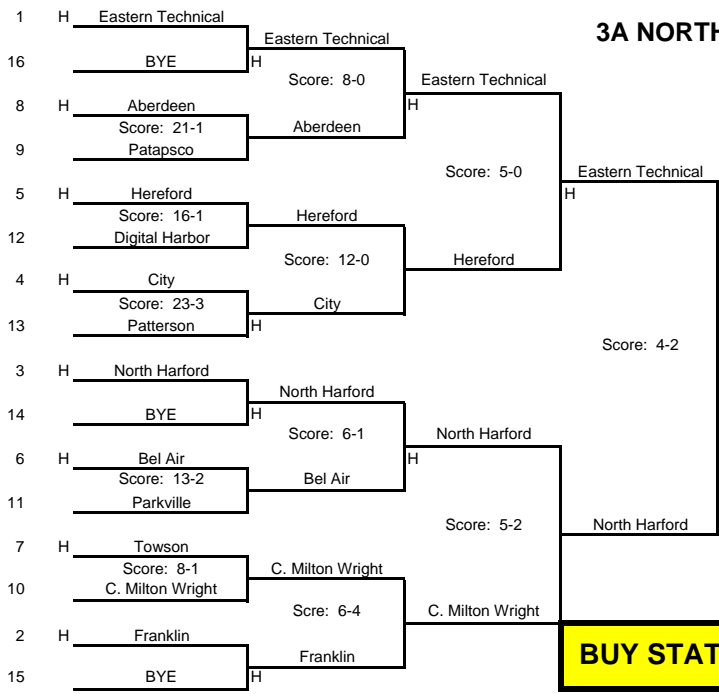 3A NORTH
1 H Eastern Technical
Eastern Technical
16 BYE H
Score: 8-0
Eastern Technical
8 H Aberdeen H
Score: 21-1
Aberdeen
9 Patapsco
Score: 5-0
Eastern Technical
5 H Hereford H
Score: 16-1
Hereford
12 Digital Harbor
Score: 12-0
Hereford
4 H City
Score: 23-3
City
13 Patterson H
Score: 4-2
3 H North Harford
North Harford
14 BYE H
Score: 6-1
North Harford
6 H Bel Air H
Score: 13-2
Bel Air
11 Parkville
Score: 5-2
North Harford
7 H Towson
Score: 8-1
C. Milton Wright
10 C. Milton Wright
Scre: 6-4
C. Milton Wright
2 H Franklin
Franklin
15 BYE H
BUY STAT